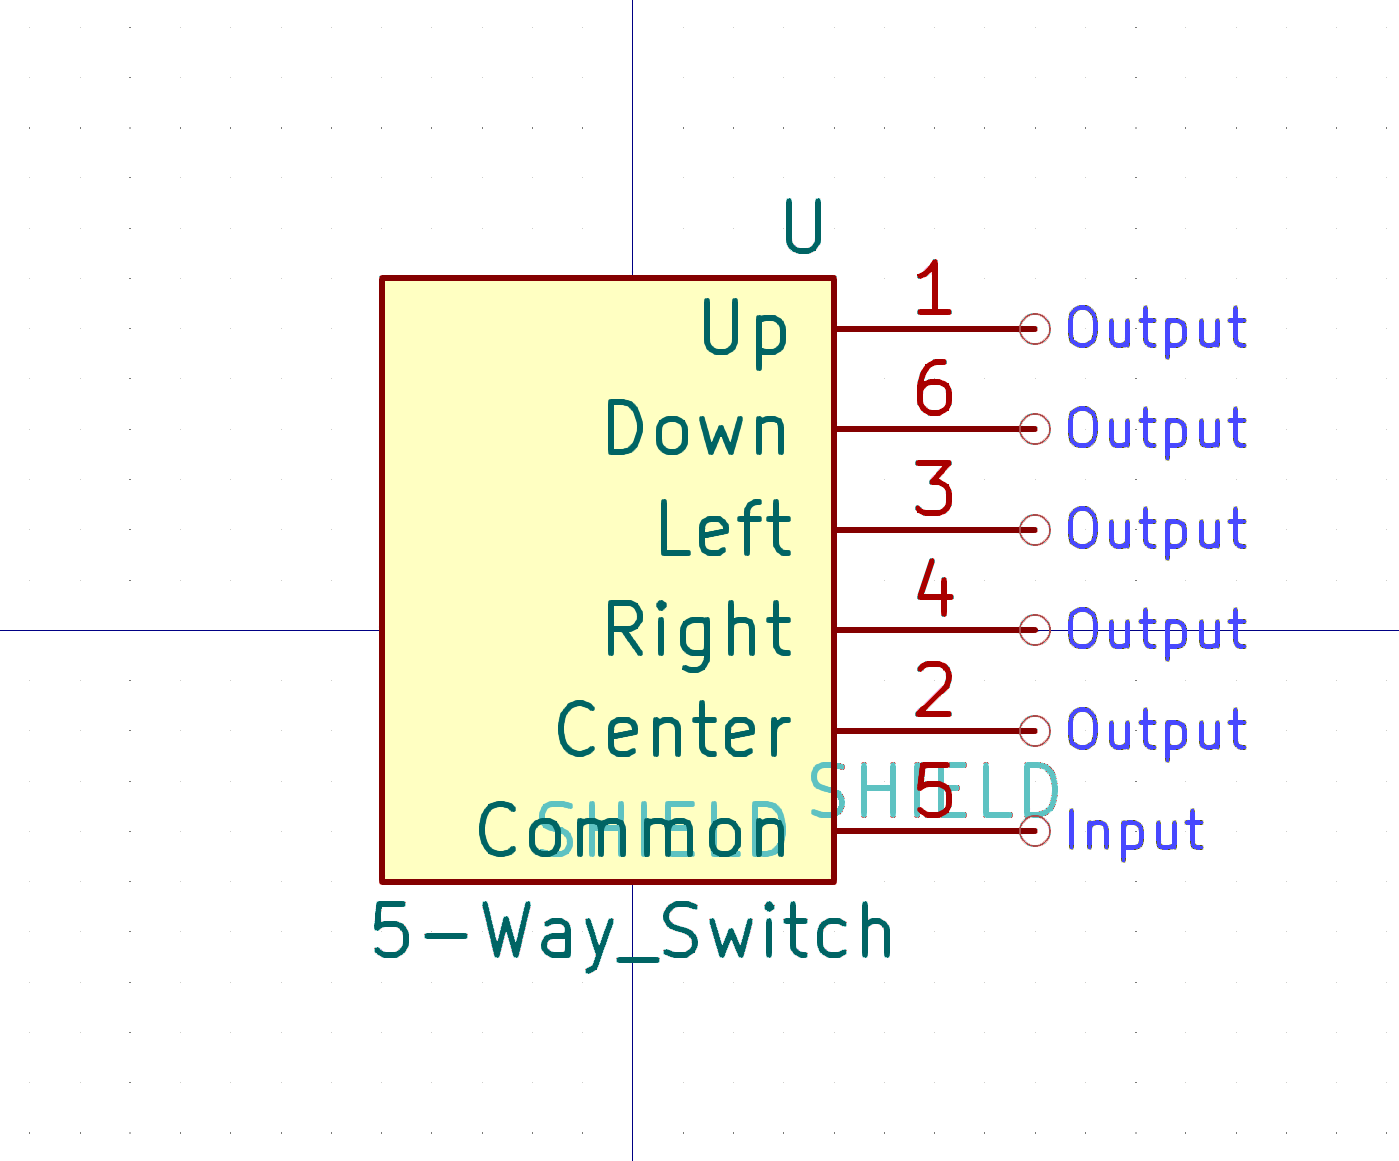 U
Up 1 Output
Down 6 Output
Left 3 Output
Right 4 Output
Center 2 Output
SHIELD 5
Common SHIELD Input
5-Way_Switch